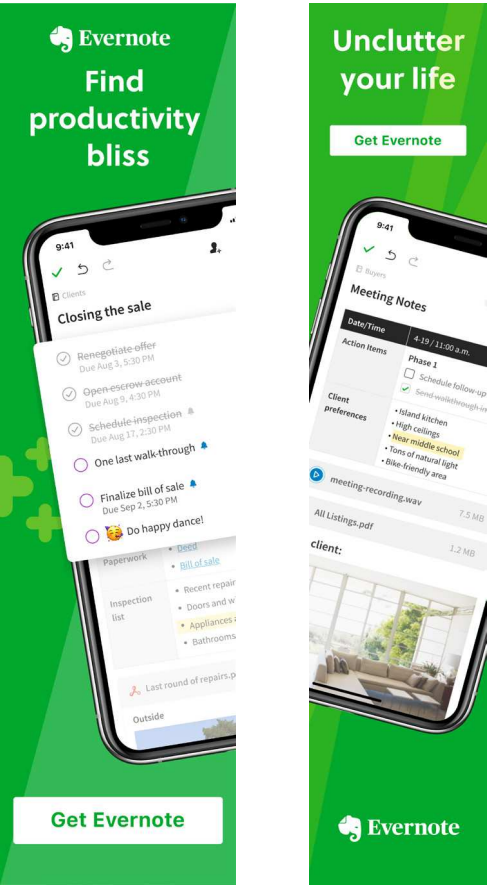 Evernote
Find
productivity
bliss
9:41
Clients
Closing the sale
Renegotiate offer
Due Aug 3, 5:30 PM
Open escrow account
Due Aug 9, 4:30 PM
Schedule inspection
Due Aug 17, 2:30 PM
One last walk-through
Finalize bill of sale
Due Sep 2, 5:30 PM
Do happy dance!
Paperwork
• Deed
• Bill of sale
Inspection
list
• Recent repair
• Doors and w
• Appliances
• Bathrooms
Last round of repairs.p
Outside
Get Evernote
Unclutter
your life
Get Evernote
9:41
Buyers
Meeting Notes
Date/Time
4-19 / 11:00 a.m.
Action Items
Phase 1
Schedule follow-up
Send walkthrough in
Client
preferences
• Island kitchen
• High ceilings
• Near middle school
• Tons of natural light
• Bike-friendly area
meeting-recording.wav
7.5 MB
All Listings.pdf
1.2 MB
client:
Evernote